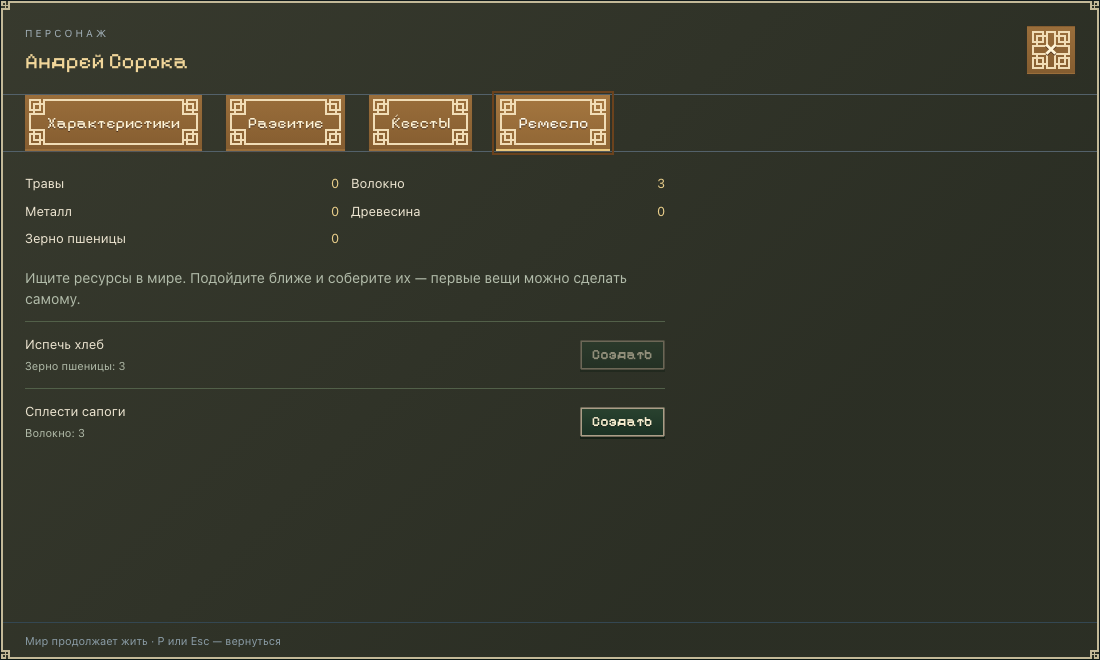 ПЕРСОНАЖ
Андрей Сорока
Характеристики
Развитие
Квесты
Ремесло
Травы 0 Волокно 3
Металл 0 Древесина 0
Зерно пшеницы 0
Ищите ресурсы в мире. Подойдите ближе и соберите их — первые вещи можно сделать
самому.
Испечь хлеб
Создать
Зерно пшеницы: 3
Сплести сапоги
Создать
Волокно: 3
Мир продолжает жить · P или Esc — вернуться